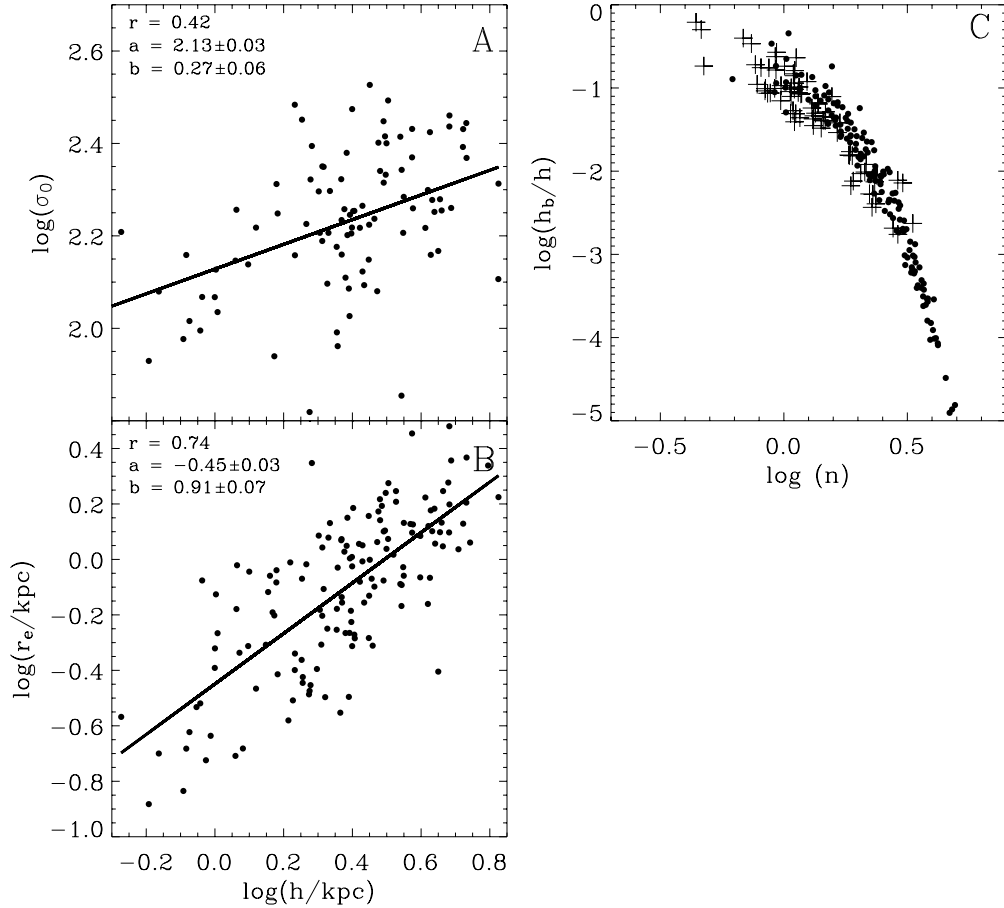 A
r = 0.42
a = 2.13±0.03
b = 0.27±0.06
2.6
2.4
2.2
2.0
log(σ0)
B
r = 0.74
a = −0.45±0.03
b = 0.91±0.07
0.4
0.2
0.0
−0.2
−0.4
−0.6
−0.8
−1.0
log(re/kpc)
−0.2 0.0 0.2 0.4 0.6 0.8
log(h/kpc)
C
0
−1
−2
−3
−4
−5
log(hb/h)
−0.5 0.0 0.5
log (n)